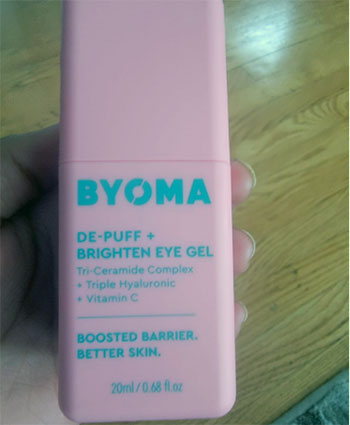 BYOMA
DE-PUFF +
BRIGHTEN EYE GEL
Tri-Ceramide Complex
+ Triple Hyaluronic
+ Vitamin C
BOOSTED BARRIER.
BETTER SKIN.
20ml / 0.68 fl.oz